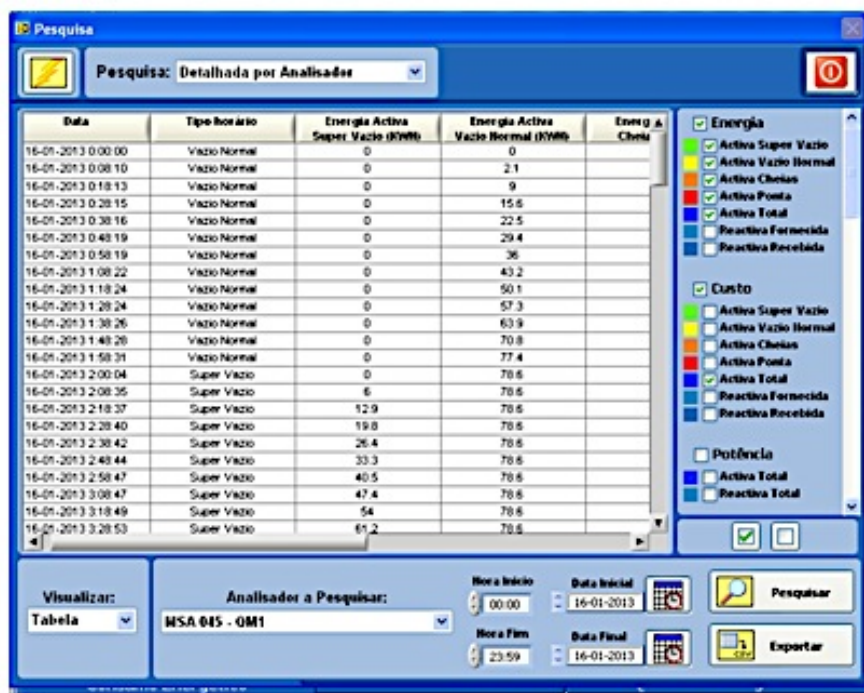 Pesquisa
Pesquisa: Detalhada por Analisador
Data Tipo horário Energia Activa Super Vazio (KWH) Energia Activa Vazio Normal (KWH) Energ
16-01-2013 0:00:00 Vazio Normal 0 0
16-01-2013 0:08:10 Vazio Normal 0 2.1
16-01-2013 0:18:13 Vazio Normal 0 9
16-01-2013 0:28:15 Vazio Normal 0 15.6
16-01-2013 0:38:16 Vazio Normal 0 22.5
16-01-2013 0:48:19 Vazio Normal 0 29.4
16-01-2013 0:58:19 Vazio Normal 0 36
16-01-2013 1:08:22 Vazio Normal 0 43.2
16-01-2013 1:18:24 Vazio Normal 0 50.1
16-01-2013 1:28:24 Vazio Normal 0 57.3
16-01-2013 1:38:26 Vazio Normal 0 63.9
16-01-2013 1:48:28 Vazio Normal 0 70.8
16-01-2013 1:58:31 Vazio Normal 0 77.4
16-01-2013 2:00:04 Super Vazio 0 78.6
16-01-2013 2:08:35 Super Vazio 6 78.6
16-01-2013 2:18:37 Super Vazio 12.9 78.6
16-01-2013 2:28:40 Super Vazio 19.8 78.6
16-01-2013 2:38:42 Super Vazio 26.4 78.6
16-01-2013 2:48:44 Super Vazio 33.3 78.6
16-01-2013 2:58:47 Super Vazio 40.5 78.6
16-01-2013 3:08:47 Super Vazio 47.4 78.6
16-01-2013 3:18:49 Super Vazio 54 78.6
16-01-2013 3:28:53 Super Vazio 61.2 78.6
Energia
Activa Super Vazio
Activa Vazio Normal
Activa Cheias
Activa Ponta
Activa Total
Reactiva Fornecida
Reactiva Recebida
Custo
Activa Super Vazio
Activa Vazio Normal
Activa Cheias
Activa Ponta
Activa Total
Reactiva Fornecida
Reactiva Recebida
Potência
Activa Total
Reactiva Total
Visualizar:
Tabela
Analisador a Pesquisar:
MSA 045 - QM1
Hora Início Data Inicial
00:00 16-01-2013
Hora Fim Data Final
23:59 16-01-2013
Pesquisar
Exportar